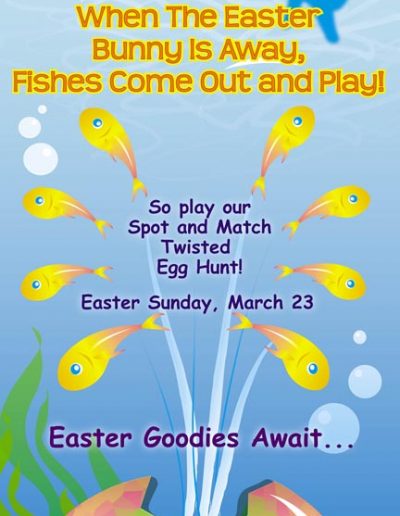 When The Easter
Bunny Is Away,
Fishes Come Out and Play!
So play our
Spot and Match
Twisted
Egg Hunt!
Easter Sunday, March 23
Easter Goodies Await...